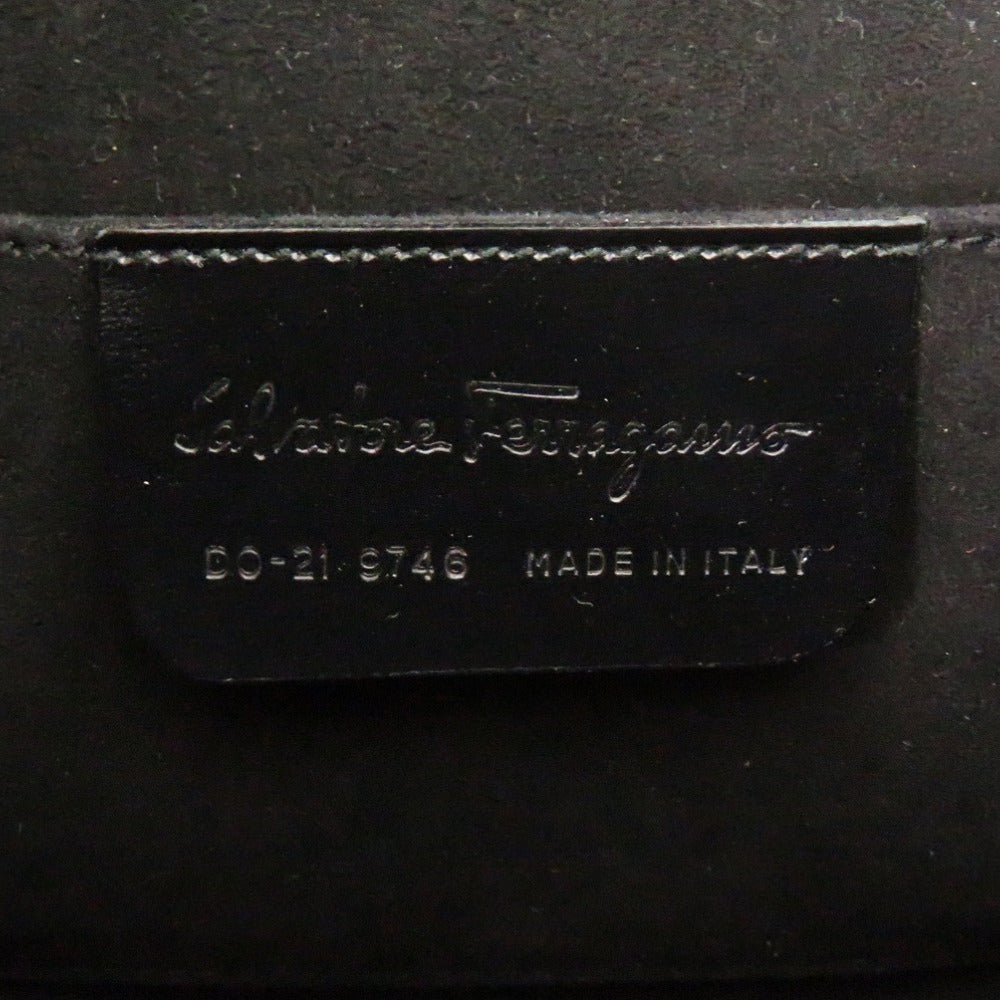 Salvatore Ferragamo
DO-21 9746 MADE IN ITALY